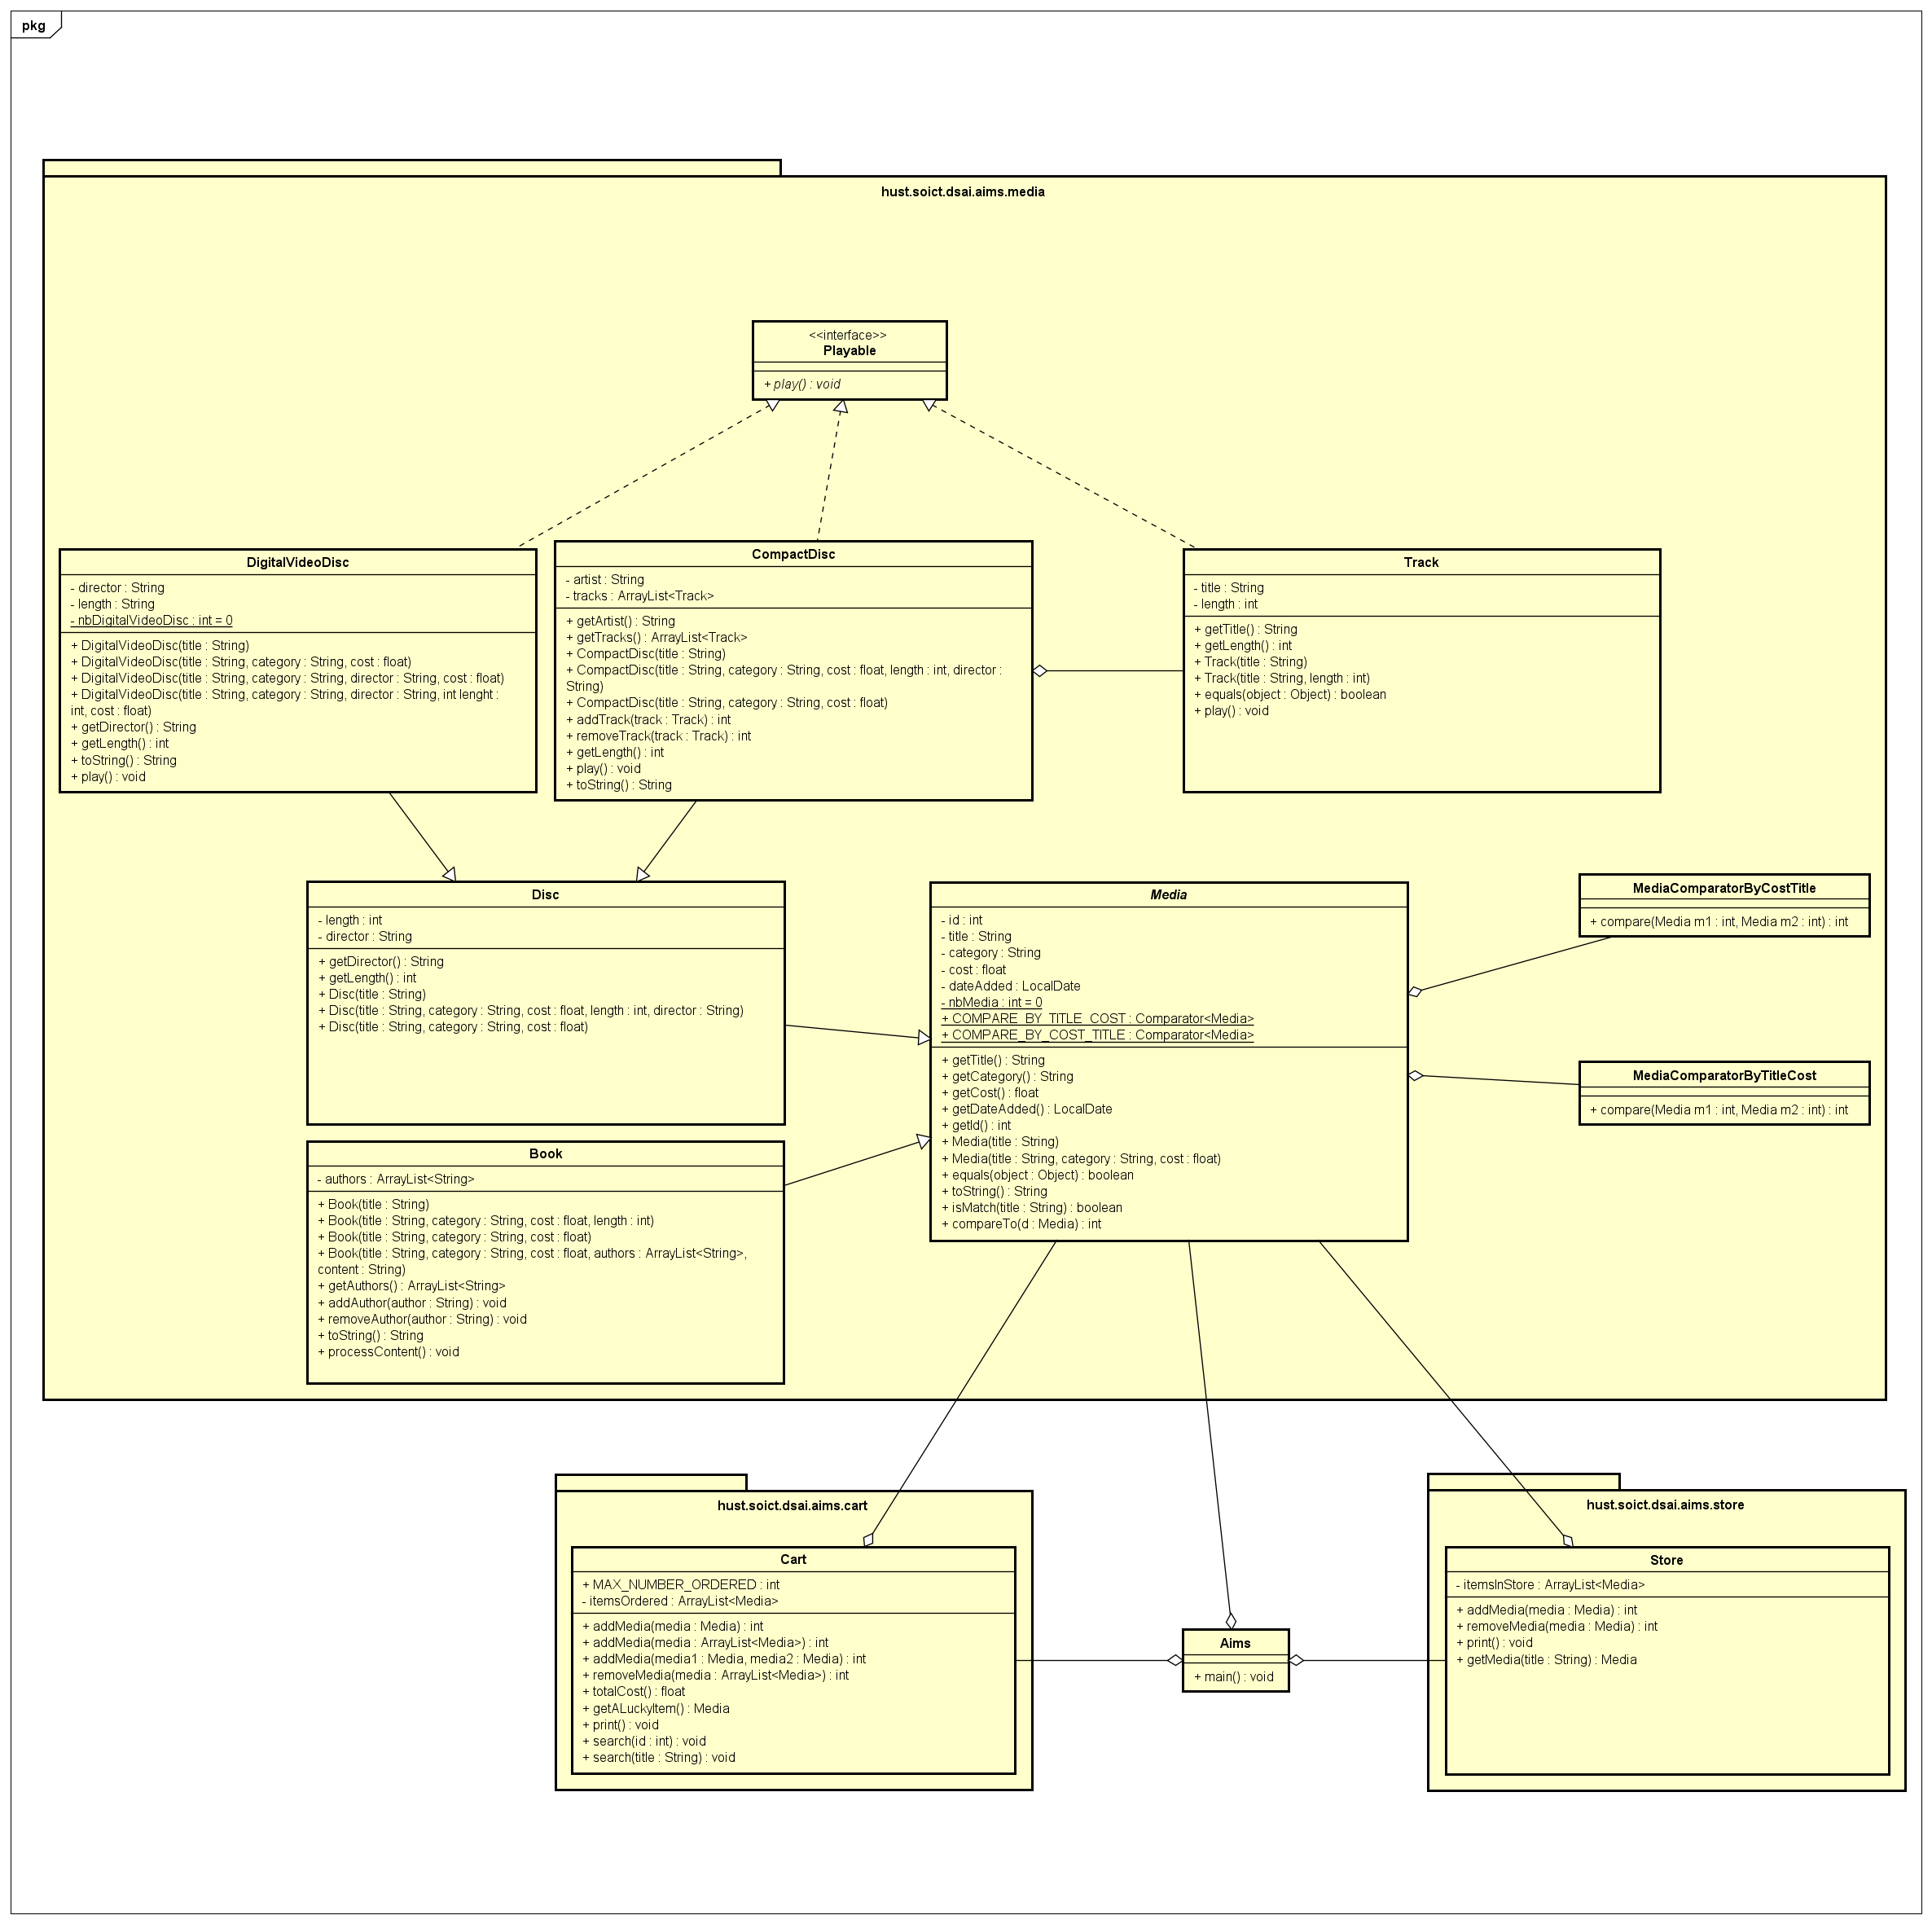 pkg
hust.soict.dsai.aims.media
<<interface>>
Playable
+ play() : void
DigitalVideoDisc
- director : String
- length : String
- nbDigitalVideoDisc : int = 0
+ DigitalVideoDisc(title : String)
+ DigitalVideoDisc(title : String, category : String, cost : float)
+ DigitalVideoDisc(title : String, category : String, director : String, cost : float)
+ DigitalVideoDisc(title : String, category : String, director : String, int lenght :
int, cost : float)
+ getDirector() : String
+ getLength() : int
+ toString() : String
+ play() : void
CompactDisc
- artist : String
- tracks : ArrayList<Track>
+ getArtist() : String
+ getTracks() : ArrayList<Track>
+ CompactDisc(title : String)
+ CompactDisc(title : String, category : String, cost : float, length : int, director :
String)
+ CompactDisc(title : String, category : String, cost : float)
+ addTrack(track : Track) : int
+ removeTrack(track : Track) : int
+ getLength() : int
+ play() : void
+ toString() : String
Track
- title : String
- length : int
+ getTitle() : String
+ getLength() : int
+ Track(title : String)
+ Track(title : String, length : int)
+ equals(object : Object) : boolean
+ play() : void
Disc
- length : int
- director : String
+ getDirector() : String
+ getLength() : int
+ Disc(title : String)
+ Disc(title : String, category : String, cost : float, length : int, director : String)
+ Disc(title : String, category : String, cost : float)
Media
- id : int
- title : String
- category : String
- cost : float
- dateAdded : LocalDate
- nbMedia : int = 0
+ COMPARE_BY_TITLE_COST : Comparator<Media>
+ COMPARE_BY_COST_TITLE : Comparator<Media>
+ getTitle() : String
+ getCategory() : String
+ getCost() : float
+ getDateAdded() : LocalDate
+ getId() : int
+ Media(title : String)
+ Media(title : String, category : String, cost : float)
+ equals(object : Object) : boolean
+ toString() : String
+ isMatch(title : String) : boolean
+ compareTo(d : Media) : int
MediaComparatorByCostTitle
+ compare(Media m1 : int, Media m2 : int) : int
MediaComparatorByTitleCost
+ compare(Media m1 : int, Media m2 : int) : int
Book
- authors : ArrayList<String>
+ Book(title : String)
+ Book(title : String, category : String, cost : float, length : int)
+ Book(title : String, category : String, cost : float)
+ Book(title : String, category : String, cost : float, authors : ArrayList<String>,
content : String)
+ getAuthors() : ArrayList<String>
+ addAuthor(author : String) : void
+ removeAuthor(author : String) : void
+ toString() : String
+ processContent() : void
hust.soict.dsai.aims.cart
Cart
+ MAX_NUMBER_ORDERED : int
- itemsOrdered : ArrayList<Media>
+ addMedia(media : Media) : int
+ addMedia(media : ArrayList<Media>) : int
+ addMedia(media1 : Media, media2 : Media) : int
+ removeMedia(media : ArrayList<Media>) : int
+ totalCost() : float
+ getALuckyItem() : Media
+ print() : void
+ search(id : int) : void
+ search(title : String) : void
Aims
+ main() : void
hust.soict.dsai.aims.store
Store
- itemsInStore : ArrayList<Media>
+ addMedia(media : Media) : int
+ removeMedia(media : Media) : int
+ print() : void
+ getMedia(title : String) : Media